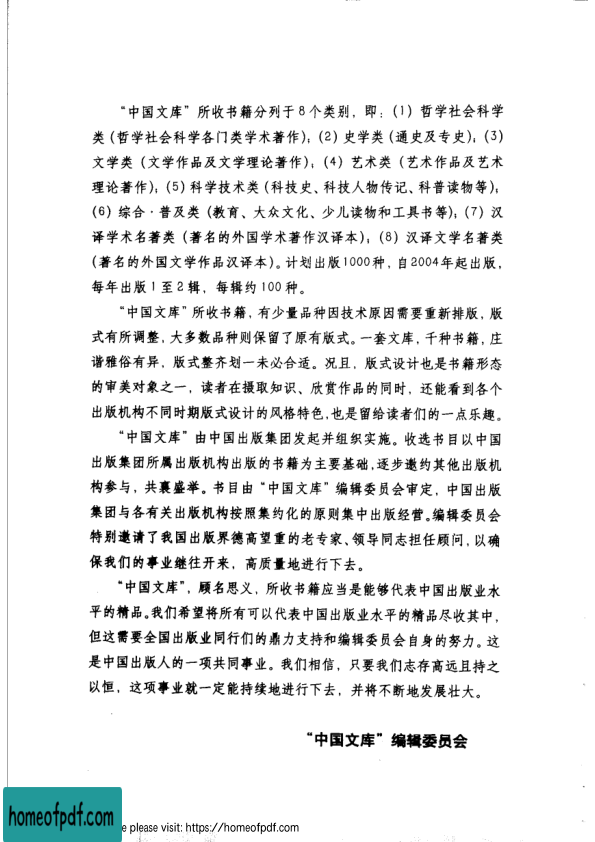 “中国文库”所收书籍分列于8个类别，即：(1) 哲学社会科学
类 (哲学社会科学各门类学术著作)；(2) 史学类 (通史及专史)；(3)
文学类 (文学作品及文学理论著作)；(4) 艺术类 (艺术作品及艺术
理论著作)；(5) 科学技术类 (科技史、科技人物传记、科普读物等)；
(6) 综合·普及类 (教育、大众文化、少儿读物和工具书等)；(7) 汉
译学术名著类 (著名的外国学术著作汉译本)；(8) 汉译文学名著类
(著名的外国文学作品汉译本)。计划出版1000种，自2004年起出版，
每年出版1至2辑，每辑约100种。
“中国文库”所收书籍，有少量品种因技术原因需要重新排版，版
式有所调整，大多数品种则保留了原有版式。一套文库，千种书籍，庄
谐雅俗有异，版式整齐划一未必合适。况且，版式设计也是书籍形态
的审美对象之一，读者在摄取知识、欣赏作品的同时，还能看到各个
出版机构不同时期版式设计的风格特色，也是留给读者们的一点乐趣。
“中国文库”由中国出版集团发起并组织实施。收选书目以中国
出版集团所属出版机构出版的书籍为主要基础，逐步邀约其他出版机
构参与，共襄盛举。书目由“中国文库”编辑委员会审定，中国出版
集团与各有关出版机构按照集约化的原则集中出版经营。编辑委员会
特别邀请了我国出版界德高望重的老专家、领导同志担任顾问，以确
保我们的事业继往开来，高质量地进行下去。
“中国文库”，顾名思义，所收书籍应当是能够代表中国出版业水
平的精品。我们希望将所有可以代表中国出版业水平的精品尽收其中，
但这需要全国出版业同行们的鼎力支持和编辑委员会自身的努力。这
是中国出版人的一项共同事业。我们相信，只要我们志存高远且持之
以恒，这项事业就一定能持续地进行下去，并将不断地发展壮大。
“中国文库”编辑委员会
homeofpdf.com
e please visit: https://homeofpdf.com